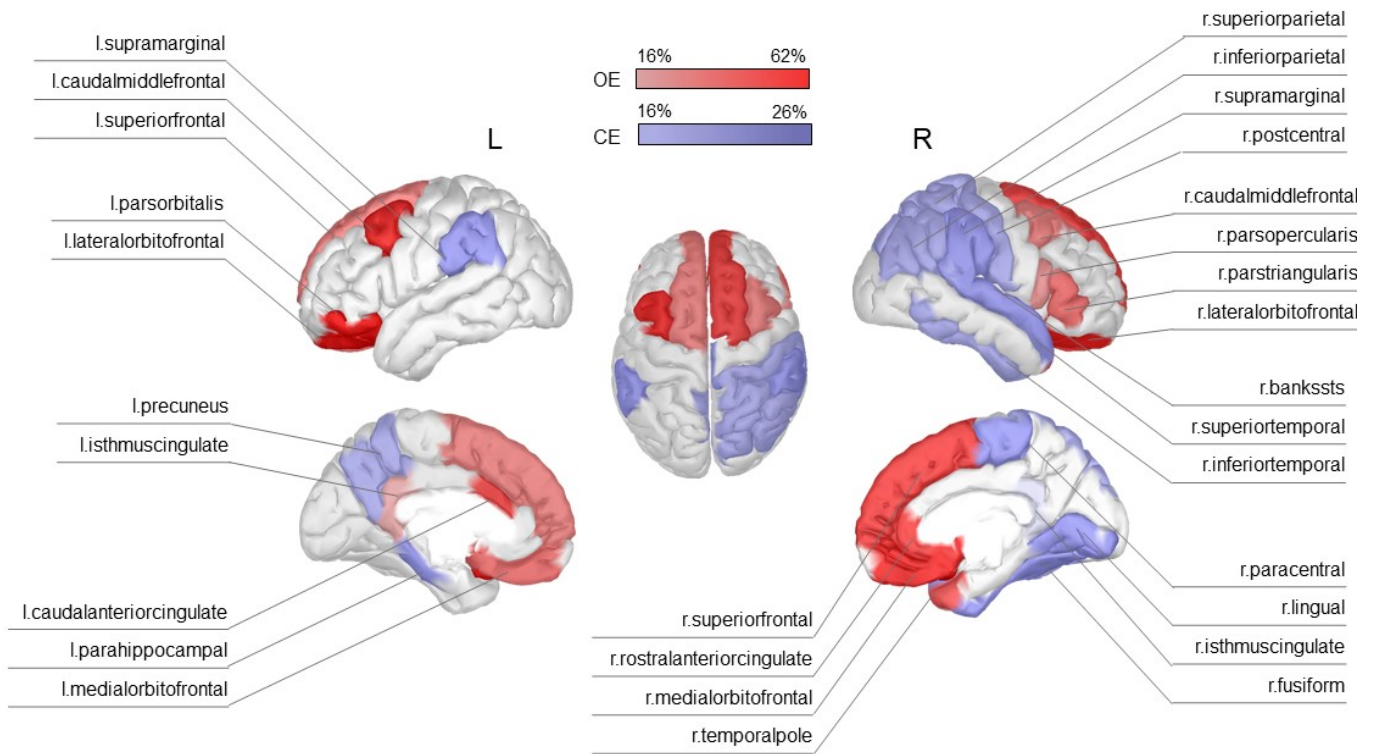 l.supramarginal
l.caudalmiddlefrontal
l.superiorfrontal
l.parsorbitalis
l.lateralorbitofrontal
16% 62%
OE
16% 26%
CE
L
R
r.superiorparietal
r.inferiorparietal
r.supramarginal
r.postcentral
r.caudalmiddlefrontal
r.parsopercularis
r.parstriangularis
r.lateralorbitofrontal
r.bankssts
r.superiortemporal
r.inferiortemporal
l.precuneus
l.isthmuscingulate
l.caudalanteriorcingulate
l.parahippocampal
l.medialorbitofrontal
r.superiorfrontal
r.rostralanteriorcingulate
r.medialorbitofrontal
r.temporalpole
r.paracentral
r.lingual
r.isthmuscingulate
r.fusiform